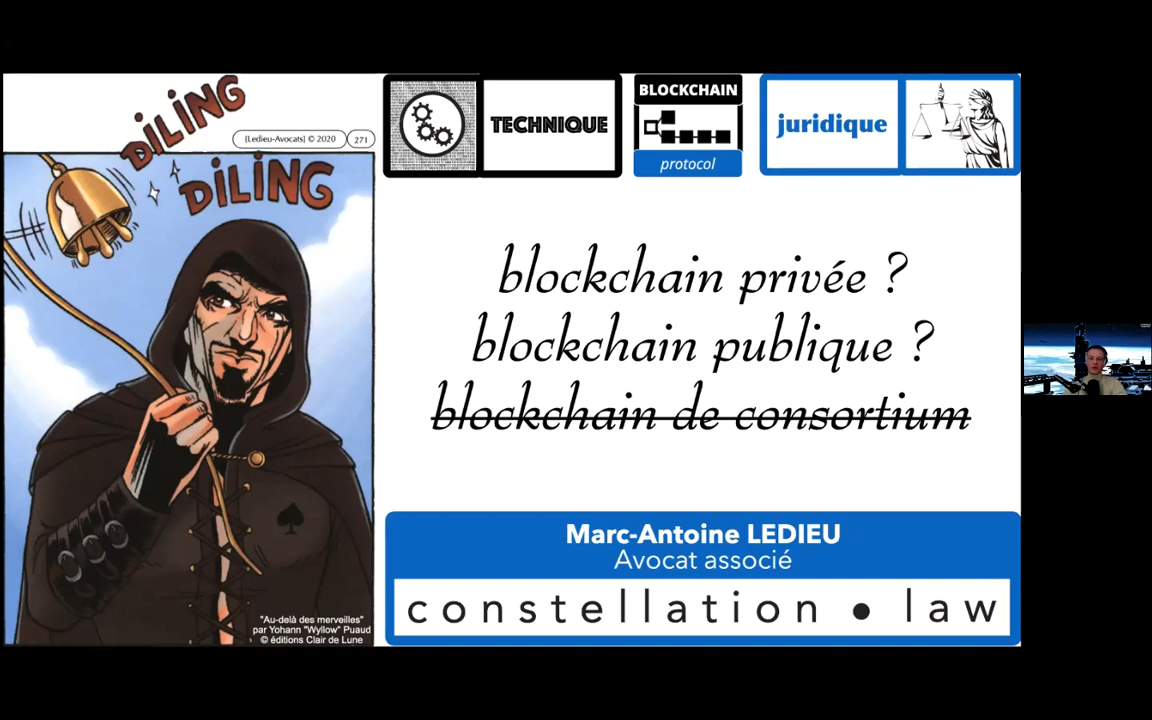 DILING
DILING
[Ledieu-Avocats] © 2020
271
TECHNIQUE
BLOCKCHAIN
protocol
juridique
blockchain privée ?
blockchain publique ?
blockchain de consortium
Marc-Antoine LEDIEU
Avocat associé
constellation • law
"Au-delà des merveilles"
par Yohann "Wyllow" Puaud
© éditions Clair de Lune